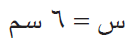 س = ٦ سم